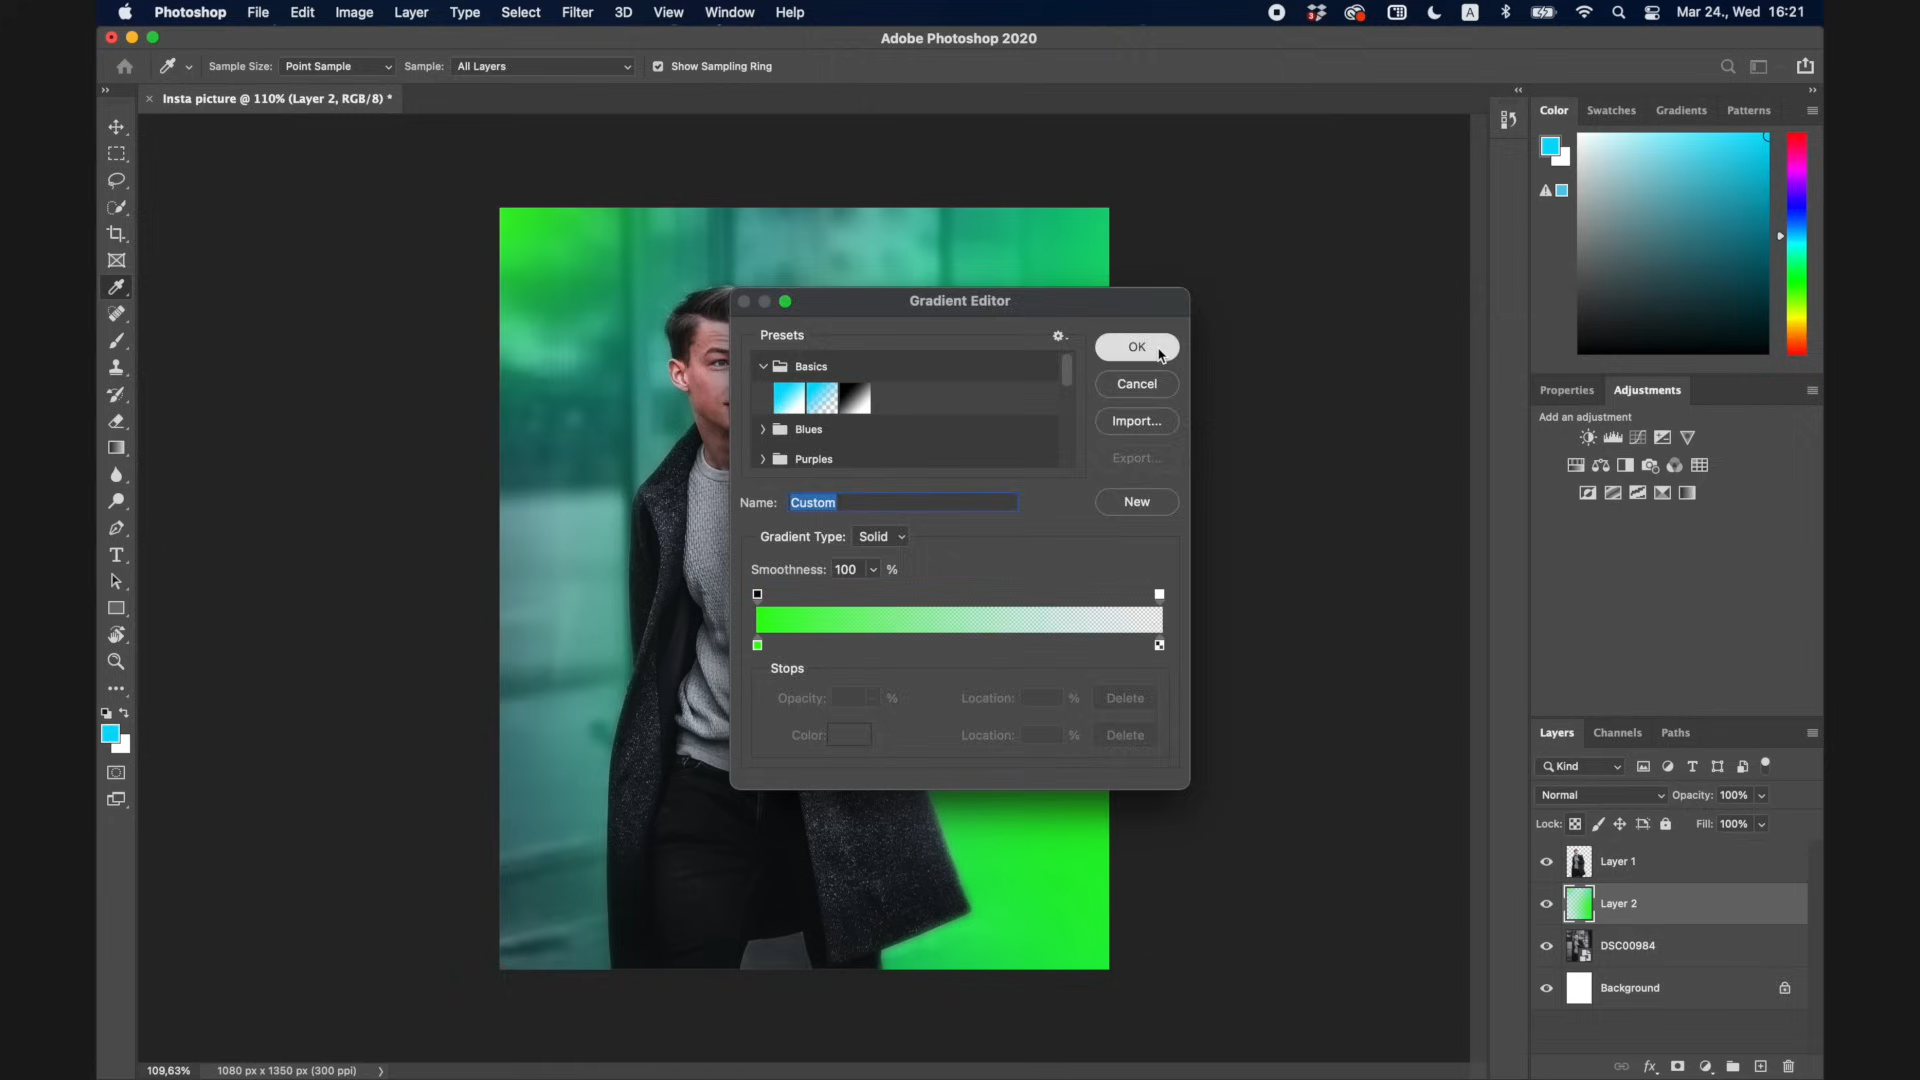 Photoshop File Edit Image Layer Type Select Filter 3D View Window Help
3 A Mar 24., Wed 16:21
Adobe Photoshop 2020
Sample Size: Point Sample Sample: All Layers Show Sampling Ring
Insta picture @ 110% (Layer 2, RGB/8) *
Color Swatches Gradients Patterns
Gradient Editor
Presets
Basics
Blues
Purples
OK
Cancel
Import...
Export...
Name: Custom
New
Gradient Type: Solid
Smoothness: 100 %
Stops
Opacity: % Location: % Delete
Color: Location: % Delete
Properties Adjustments
Add an adjustment
Layers Channels Paths
Kind
Normal Opacity: 100%
Lock: Fill: 100%
Layer 1
Layer 2
DSC00984
Background
fx
109,63% 1080 px x 1350 px (300 ppi)